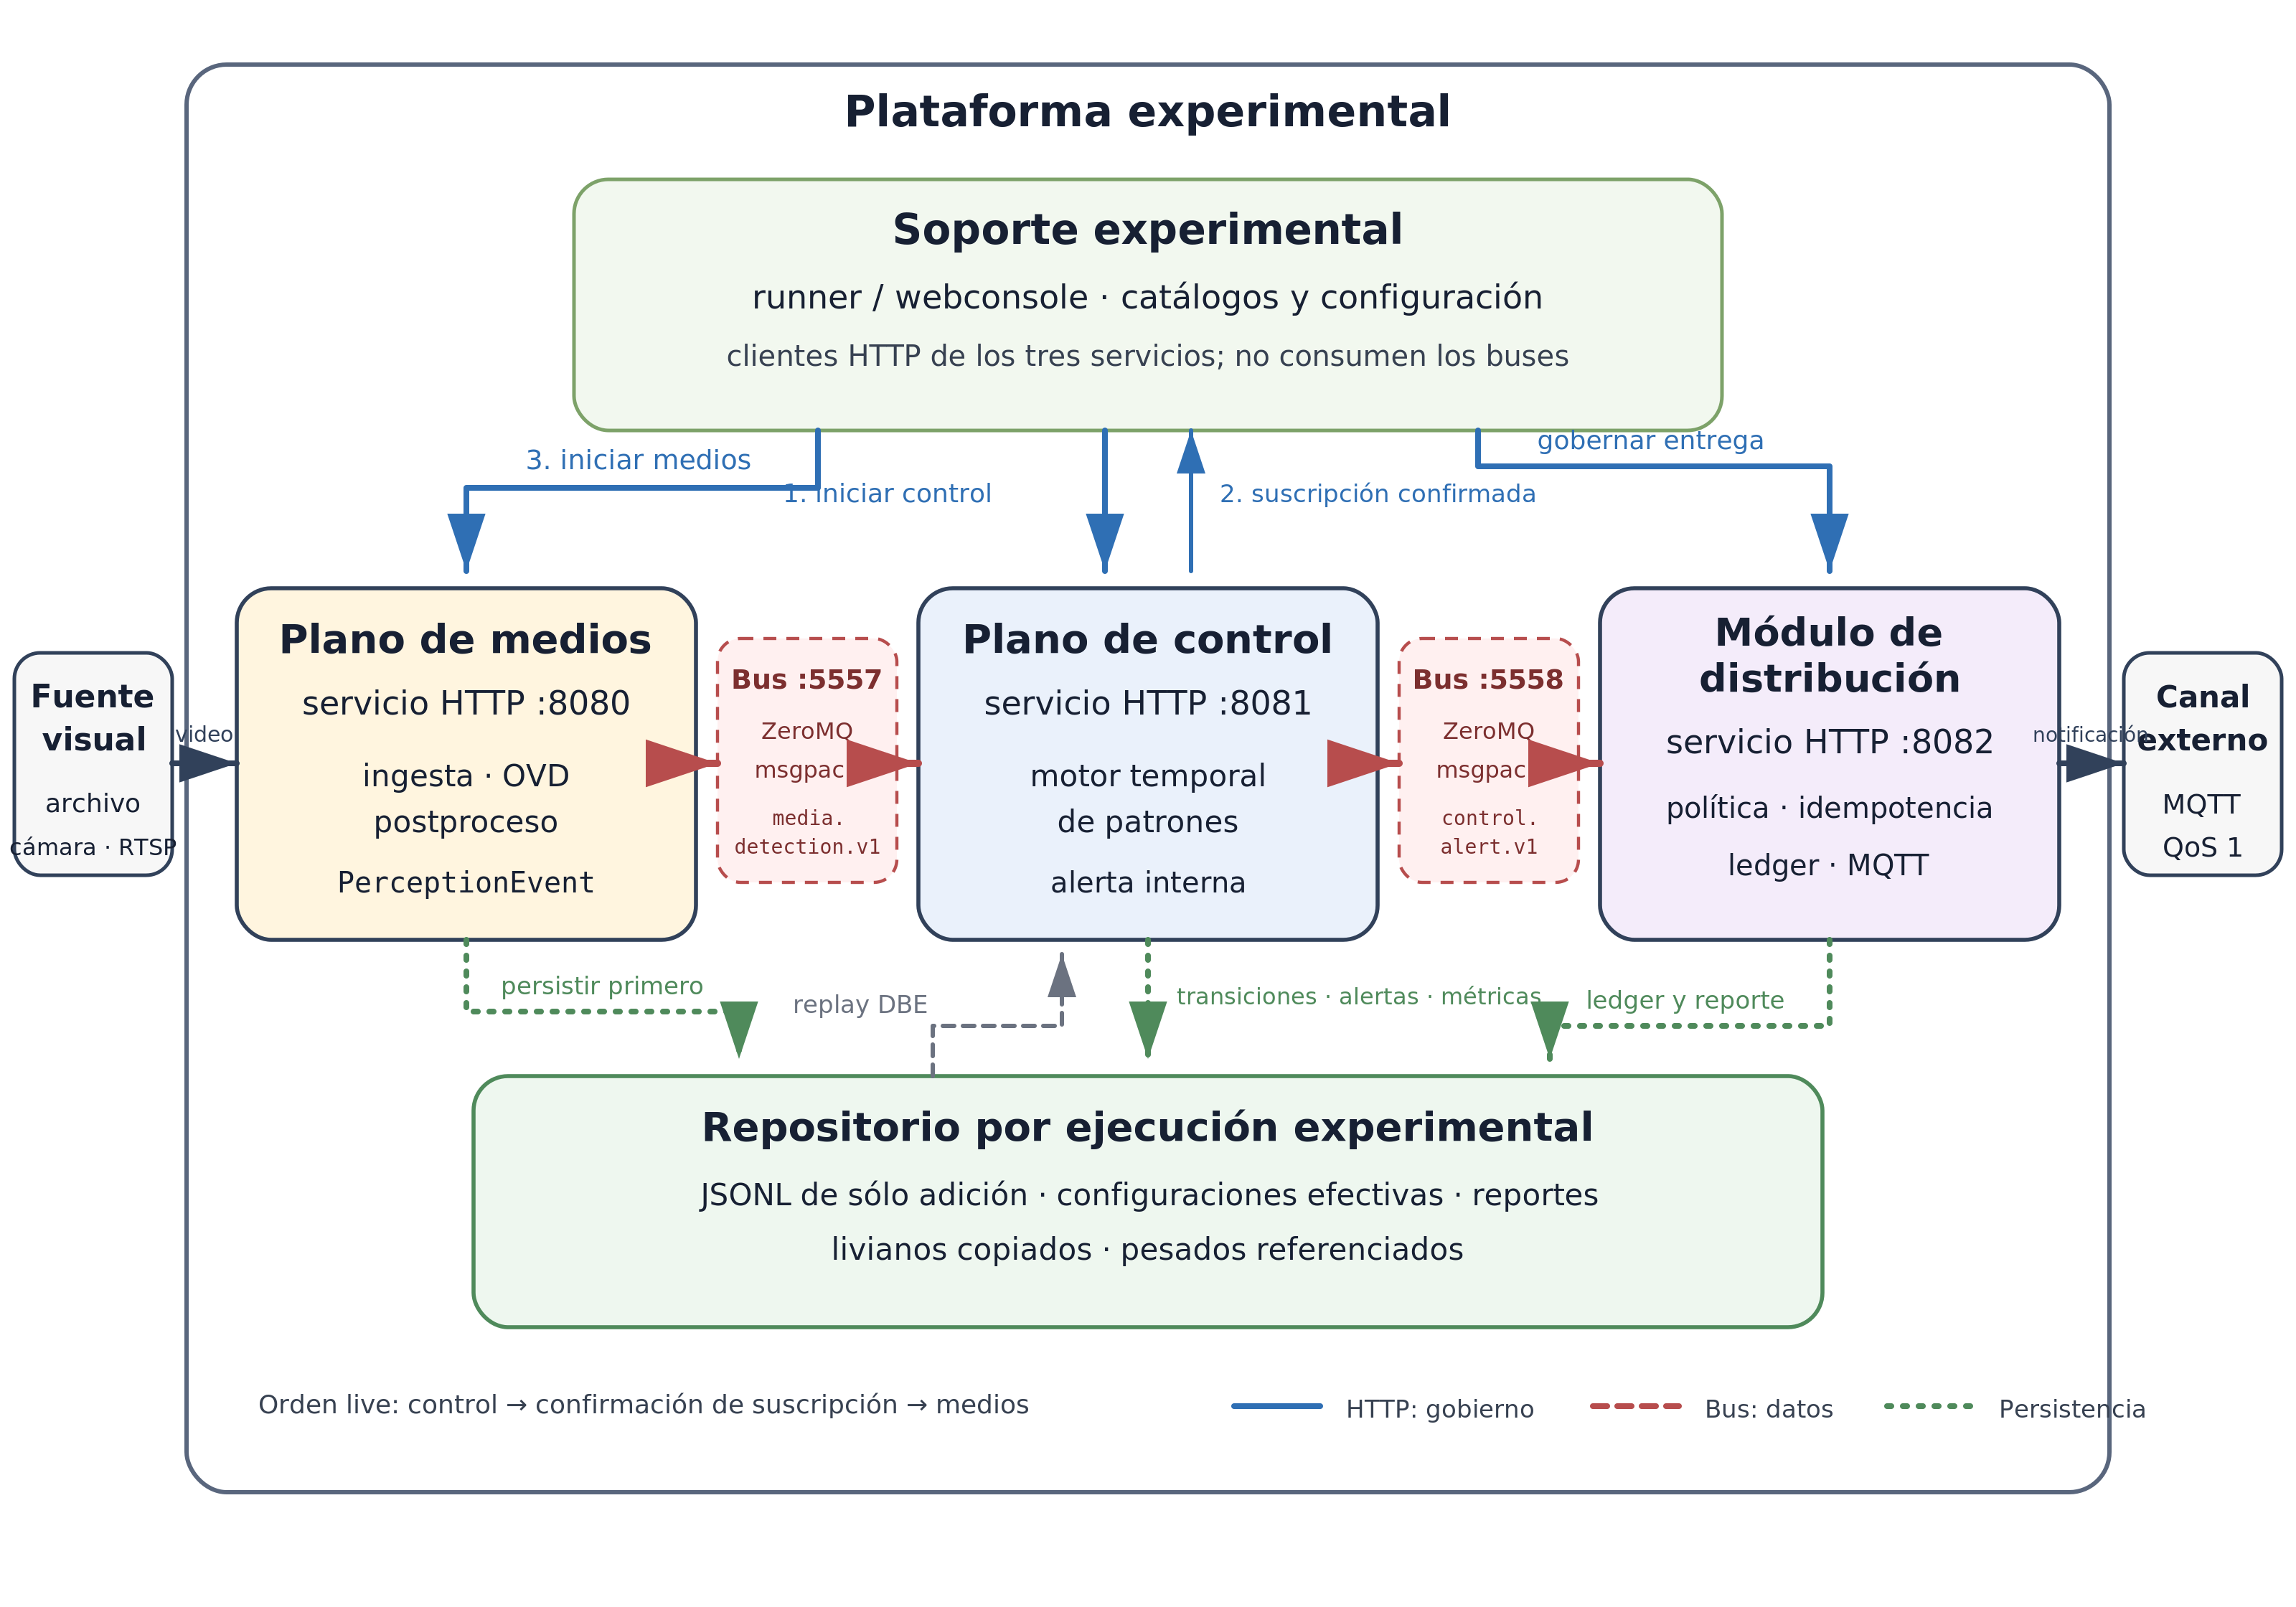 Plataforma experimental
Soporte experimental
runner / webconsole · catálogos y configuración
clientes HTTP de los tres servicios; no consumen los buses
3. iniciar medios
1. iniciar control
2. suscripción confirmada
gobernar entrega
Fuente
visual
archivo
cámara · RTSP
video
Plano de medios
servicio HTTP :8080
ingesta · OVD
postproceso
PerceptionEvent
Bus :5557
ZeroMQ
msgpac
media.
detection.v1
Plano de control
servicio HTTP :8081
motor temporal
de patrones
alerta interna
Bus :5558
ZeroMQ
msgpac
control.
alert.v1
Módulo de
distribución
servicio HTTP :8082
política · idempotencia
ledger · MQTT
notificación
Canal
externo
MQTT
QoS 1
persistir primero
replay DBE
transiciones · alertas · métricas
ledger y reporte
Repositorio por ejecución experimental
JSONL de sólo adición · configuraciones efectivas · reportes
livianos copiados · pesados referenciados
Orden live: control → confirmación de suscripción → medios
HTTP: gobierno
Bus: datos
Persistencia